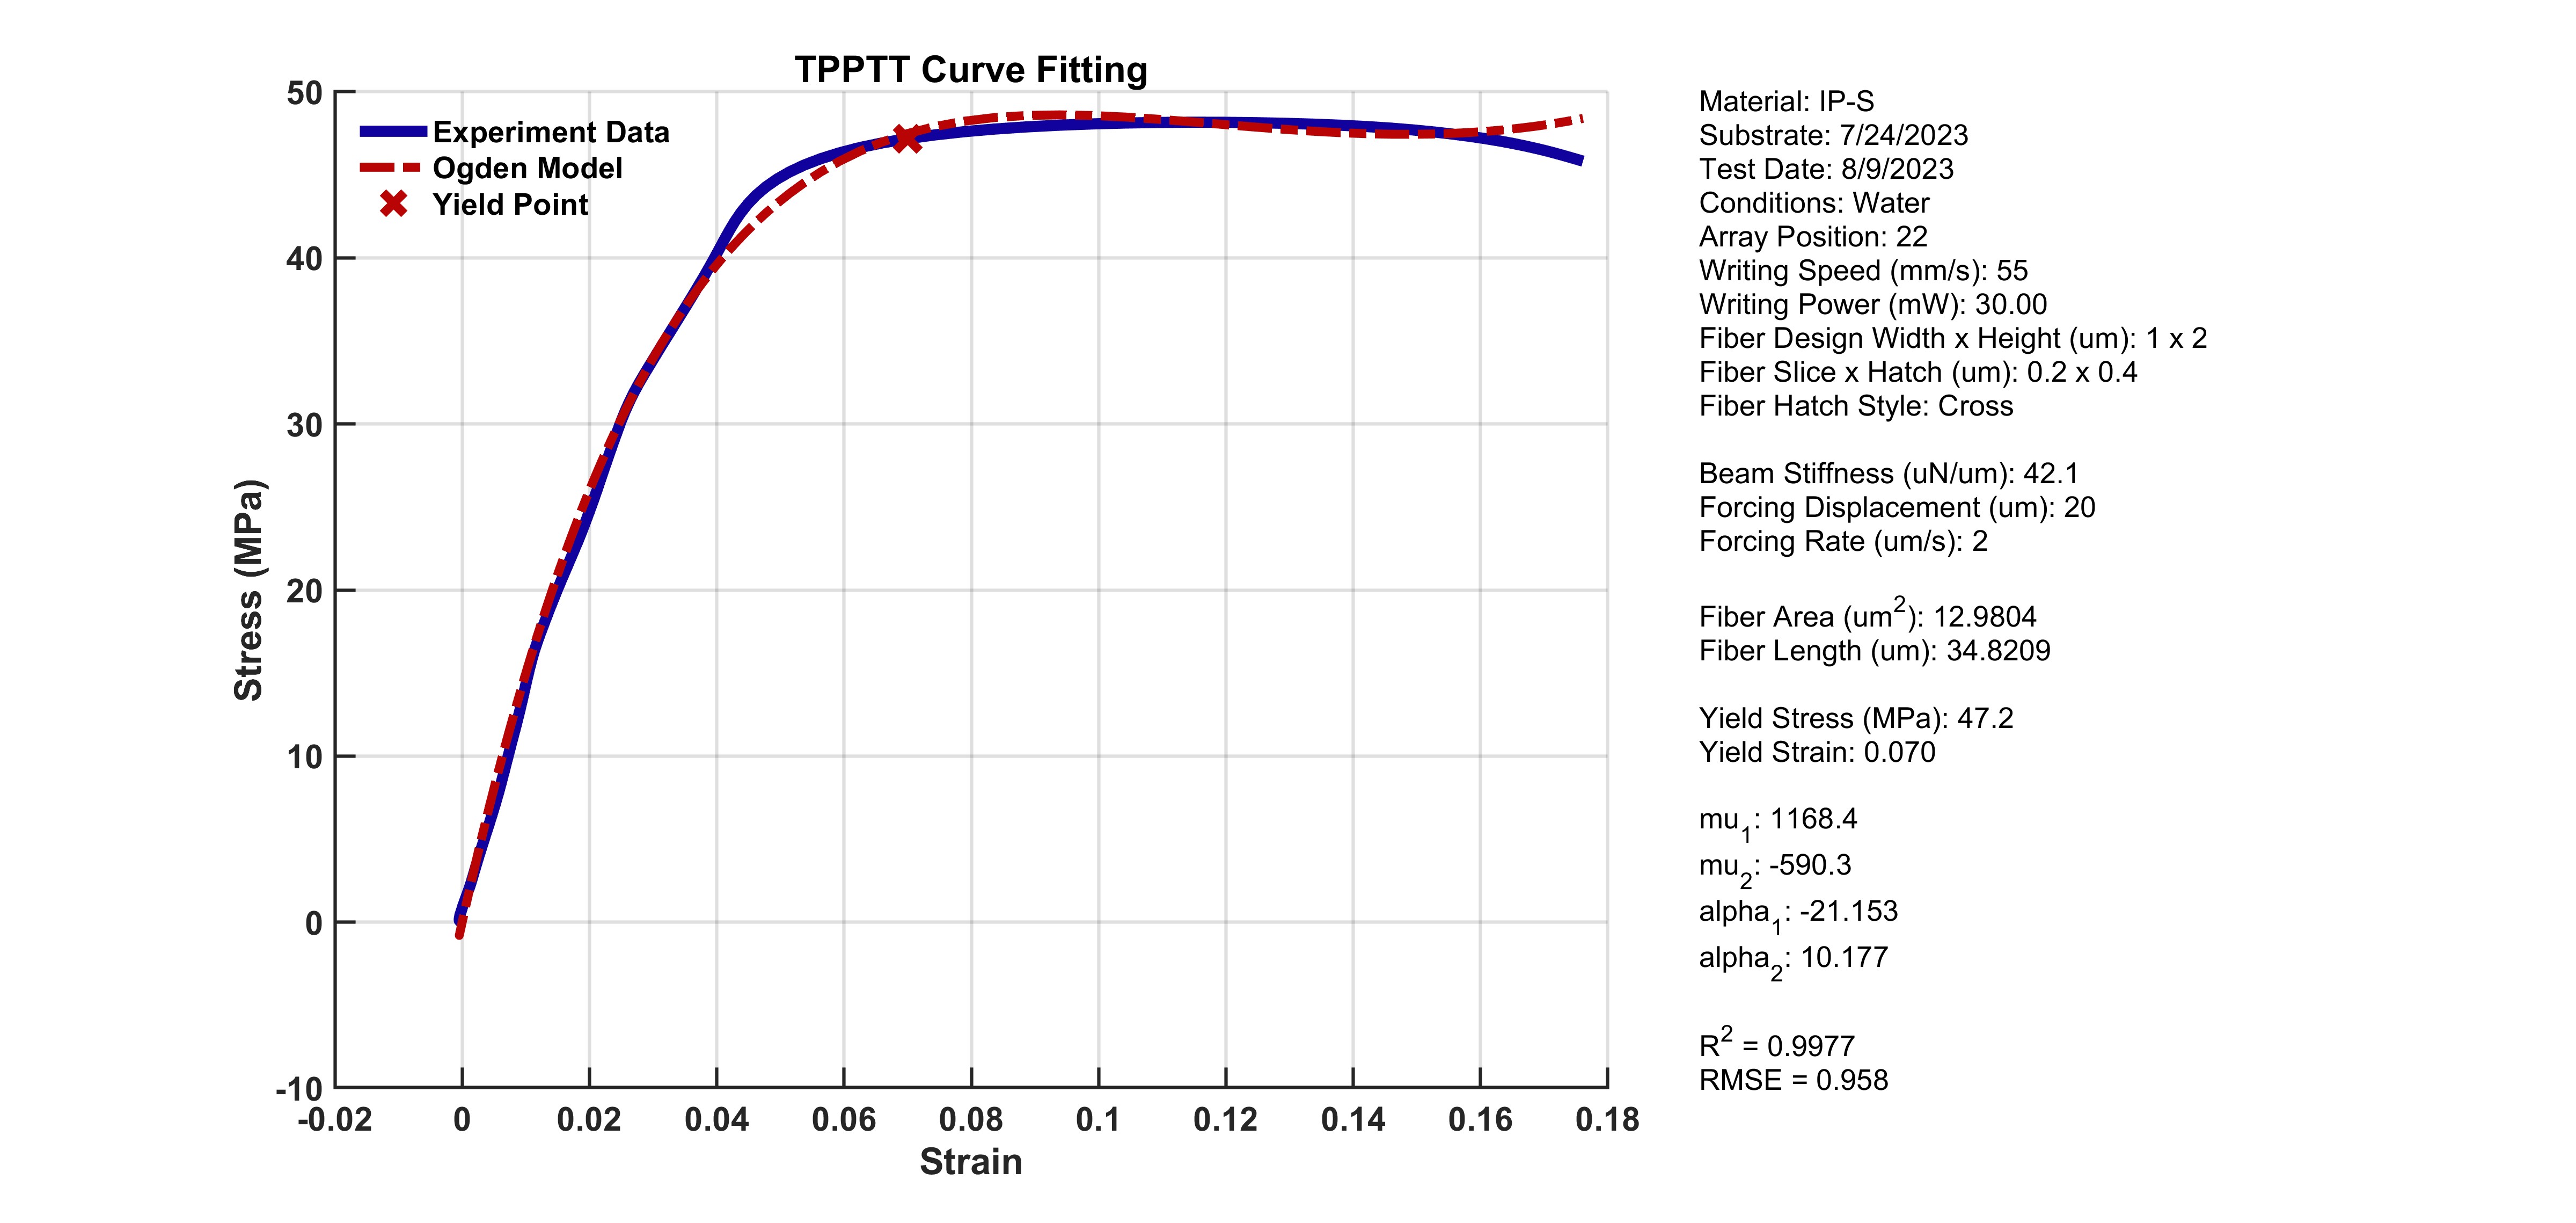 TPPTT Curve Fitting
Experiment Data
Ogden Model
Yield Point
Stress (MPa)
50
40
30
20
10
0
-10
-0.02 0 0.02 0.04 0.06 0.08 0.1 0.12 0.14 0.16 0.18
Strain
Material: IP-S
Substrate: 7/24/2023
Test Date: 8/9/2023
Conditions: Water
Array Position: 22
Writing Speed (mm/s): 55
Writing Power (mW): 30.00
Fiber Design Width x Height (um): 1 x 2
Fiber Slice x Hatch (um): 0.2 x 0.4
Fiber Hatch Style: Cross
Beam Stiffness (uN/um): 42.1
Forcing Displacement (um): 20
Forcing Rate (um/s): 2
Fiber Area (um²): 12.9804
Fiber Length (um): 34.8209
Yield Stress (MPa): 47.2
Yield Strain: 0.070
mu₁: 1168.4
mu₂: -590.3
alpha₁: -21.153
alpha₂: 10.177
R² = 0.9977
RMSE = 0.958